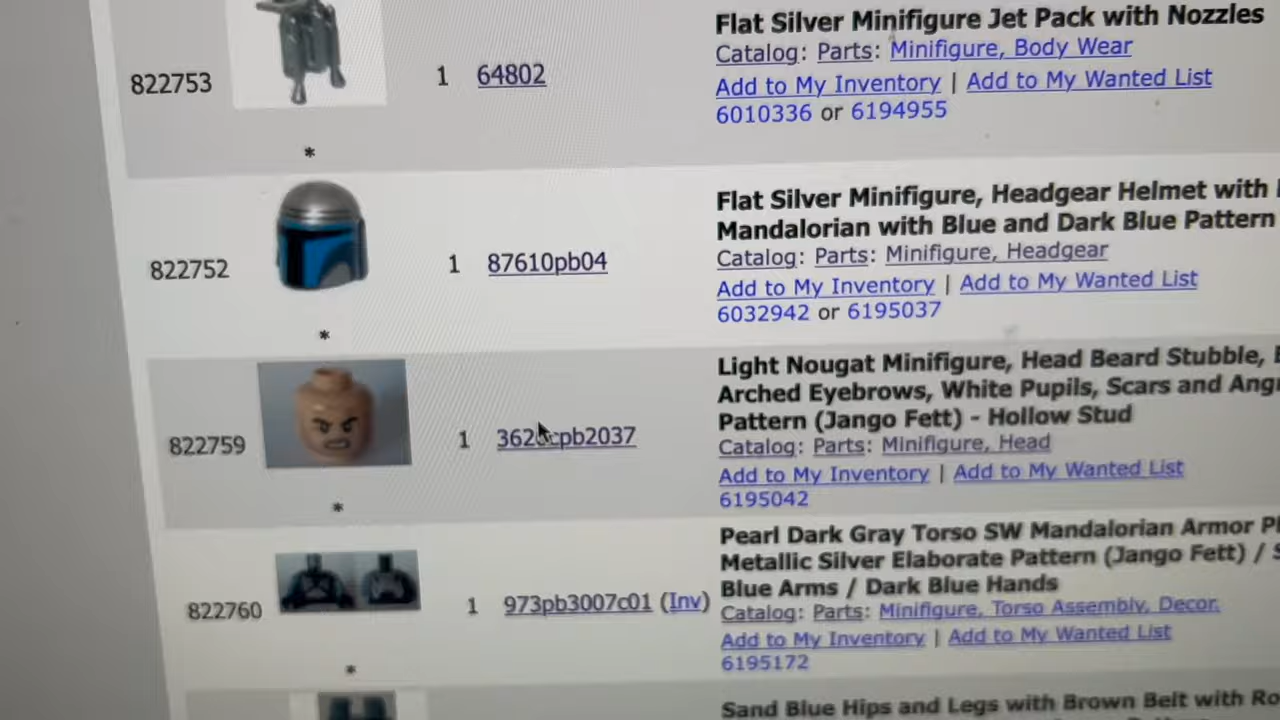 Flat Silver Minifigure Jet Pack with Nozzles
Catalog: Parts: Minifigure, Body Wear
822753
1 64802
Add to My Inventory | Add to My Wanted List
6010336 or 6194955
*
Flat Silver Minifigure, Headgear Helmet with
Mandalorian with Blue and Dark Blue Pattern
822752
1 87610pb04
Catalog: Parts: Minifigure, Headgear
Add to My Inventory | Add to My Wanted List
6032942 or 6195037
*
Light Nougat Minifigure, Head Beard Stubble,
Arched Eyebrows, White Pupils, Scars and Ang
Pattern (Jango Fett) - Hollow Stud
822759
1
Catalog: Parts: Minifigure, Head
Add to My Inventory | Add to My Wanted List
6195042
*
Pearl Dark Gray Torso SW Mandalorian Armor P
Metallic Silver Elaborate Pattern (Jango Fett) / S
Blue Arms / Dark Blue Hands
822760
1 973pb3007c01 (Inv)
Catalog: Parts: Minifigure, Torso Assembly, Decor.
Add to My Inventory | Add to My Wanted List
6195172
*
Sand Blue Hips and Legs with Brown Belt with Ro